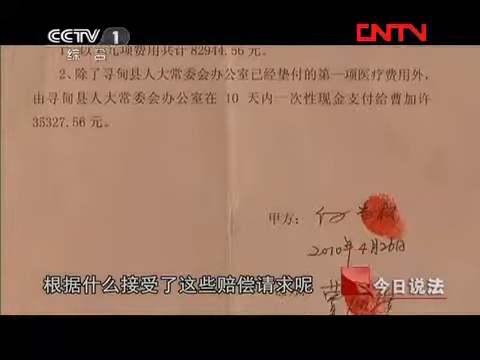 CCTV 1
综合
CNTV
项费用共计 82944.56 元。
2、除了寻甸县人大常委会办公室已经垫付的第一项医疗费用外，
由寻甸县人大常委会办公室在 10 天内一次性现金支付给曹加许
35327.56 元。
甲方：
2010年4月26日
根据什么接受了这些赔偿请求呢
今日说法